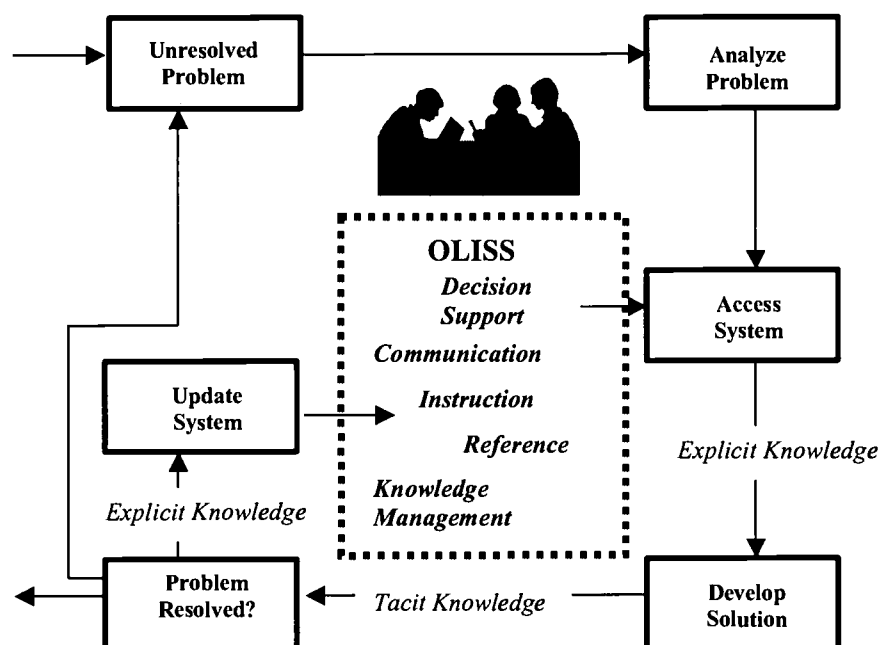 Unresolved
Problem
Analyze
Problem
OLISS
Decision
Support
Communication
Instruction
Reference
Knowledge
Management
Access
System
Update
System
Explicit Knowledge
Explicit Knowledge
Problem
Resolved?
Tacit Knowledge
Develop
Solution